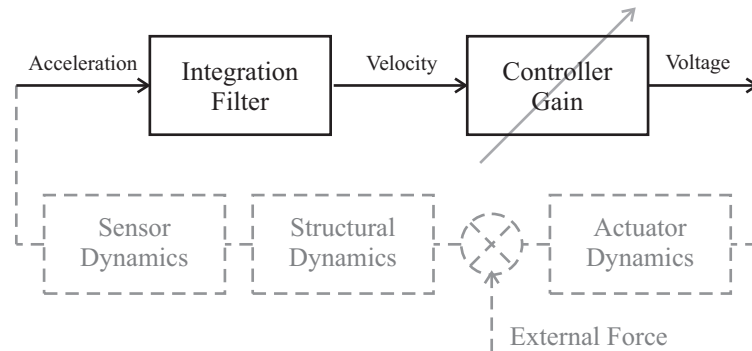 Acceleration
Integration
Filter
Velocity
Controller
Gain
Voltage
Sensor
Dynamics
Structural
Dynamics
Actuator
Dynamics
External Force